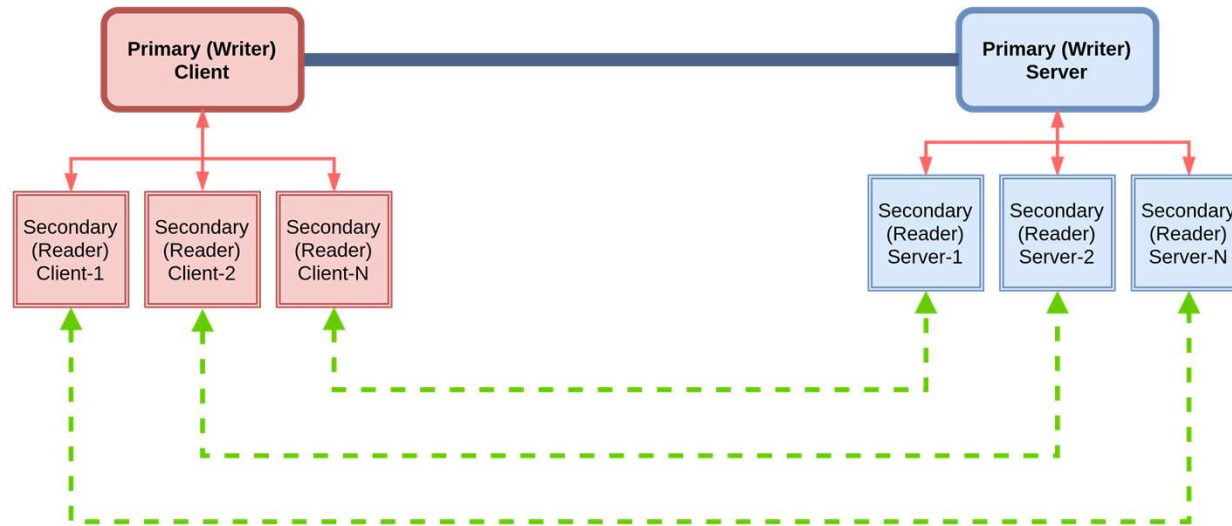 Primary (Writer)
Client
Primary (Writer)
Server
Secondary
(Reader)
Client-1
Secondary
(Reader)
Client-2
Secondary
(Reader)
Client-N
Secondary
(Reader)
Server-1
Secondary
(Reader)
Server-2
Secondary
(Reader)
Server-N